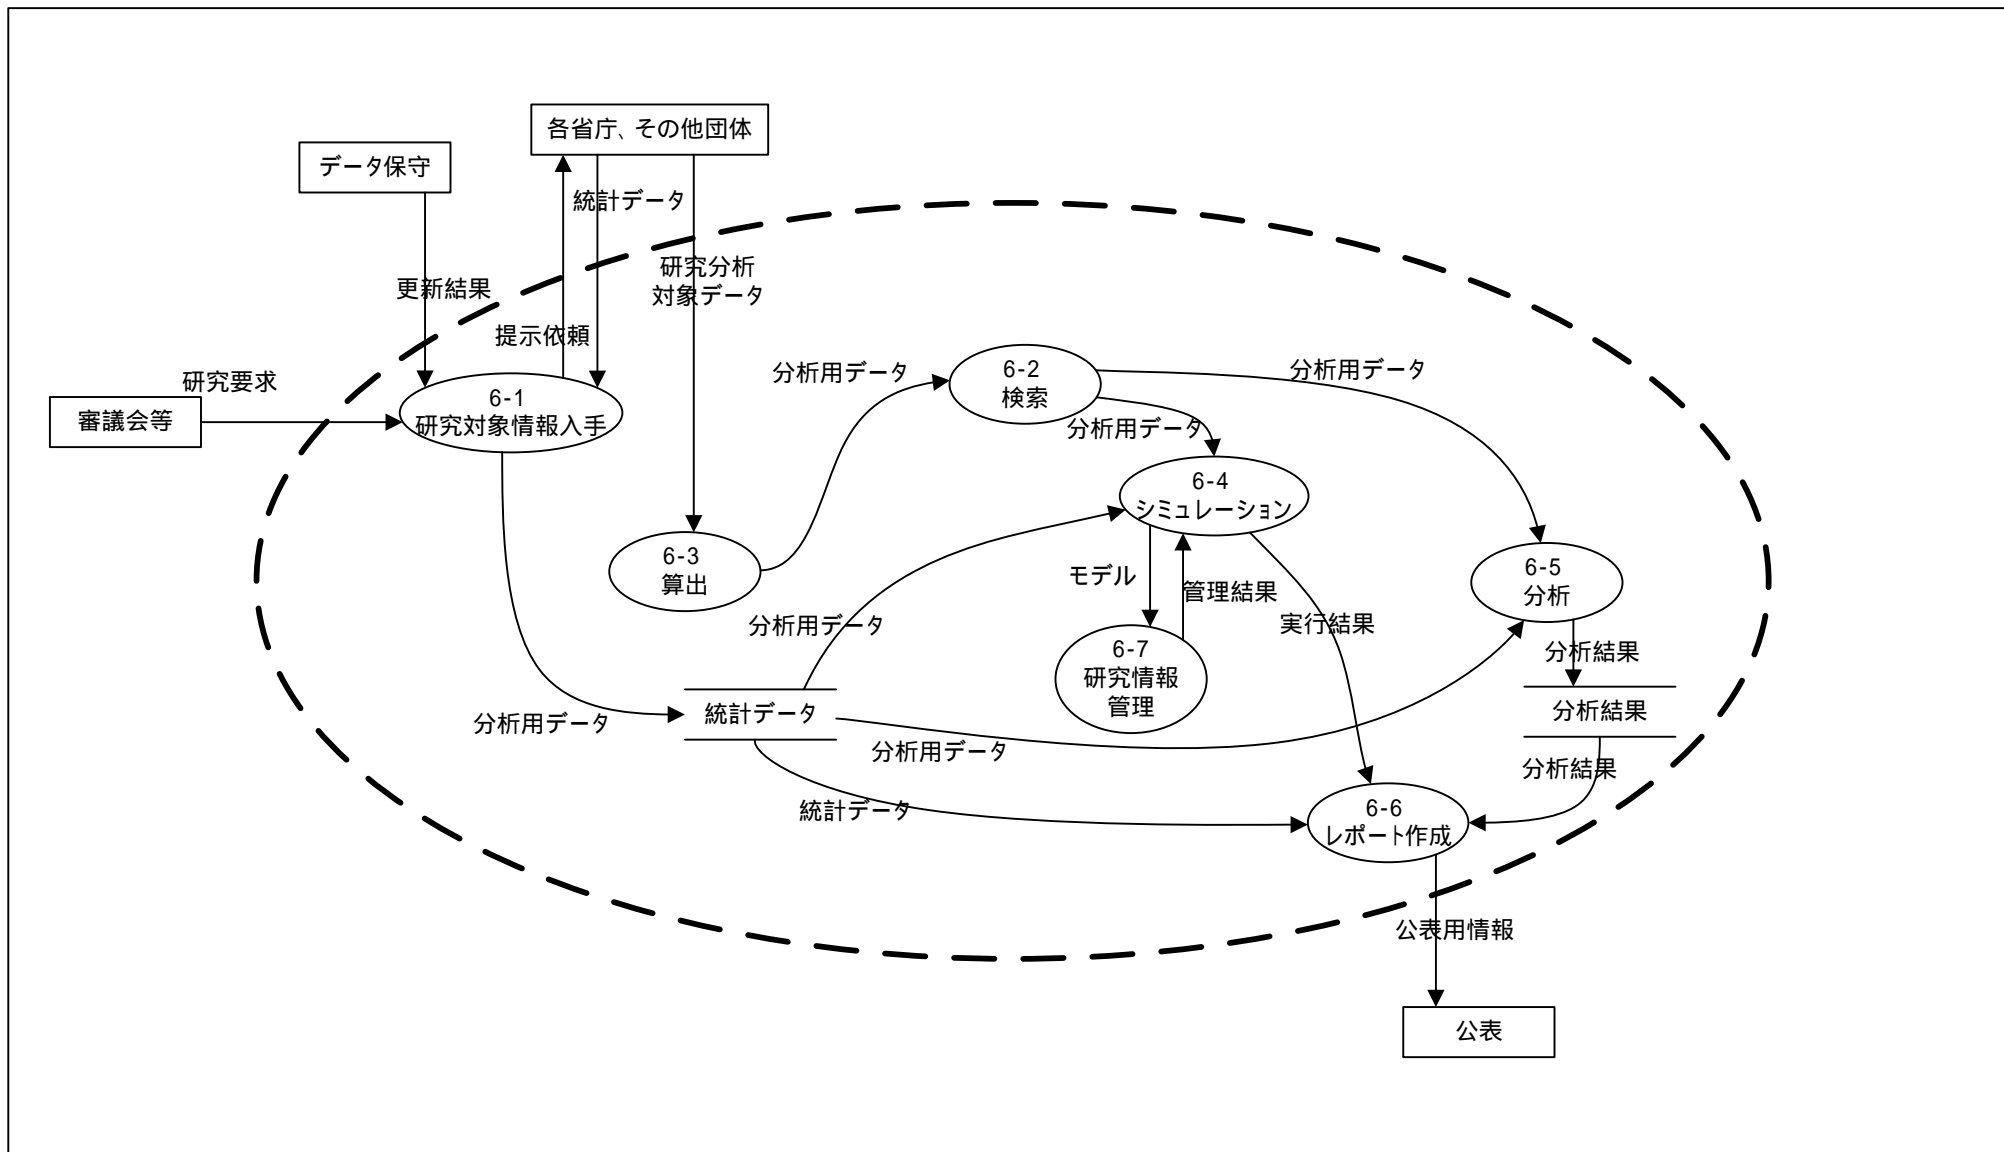 各省庁、その他団体
データ保守
統計データ
研究分析
対象データ
更新結果
提示依頼
研究要求
審議会等
6-1
研究対象情報入手
分析用データ
6-2
検索
分析用データ
分析用データ
6-4
シミュレーション
6-3
算出
6-5
分析
モデル
管理結果
実行結果
分析用データ
6-7
研究情報
管理
分析結果
分析結果
統計データ
分析用データ
分析用データ
分析結果
統計データ
6-6
レポート作成
公表用情報
公表